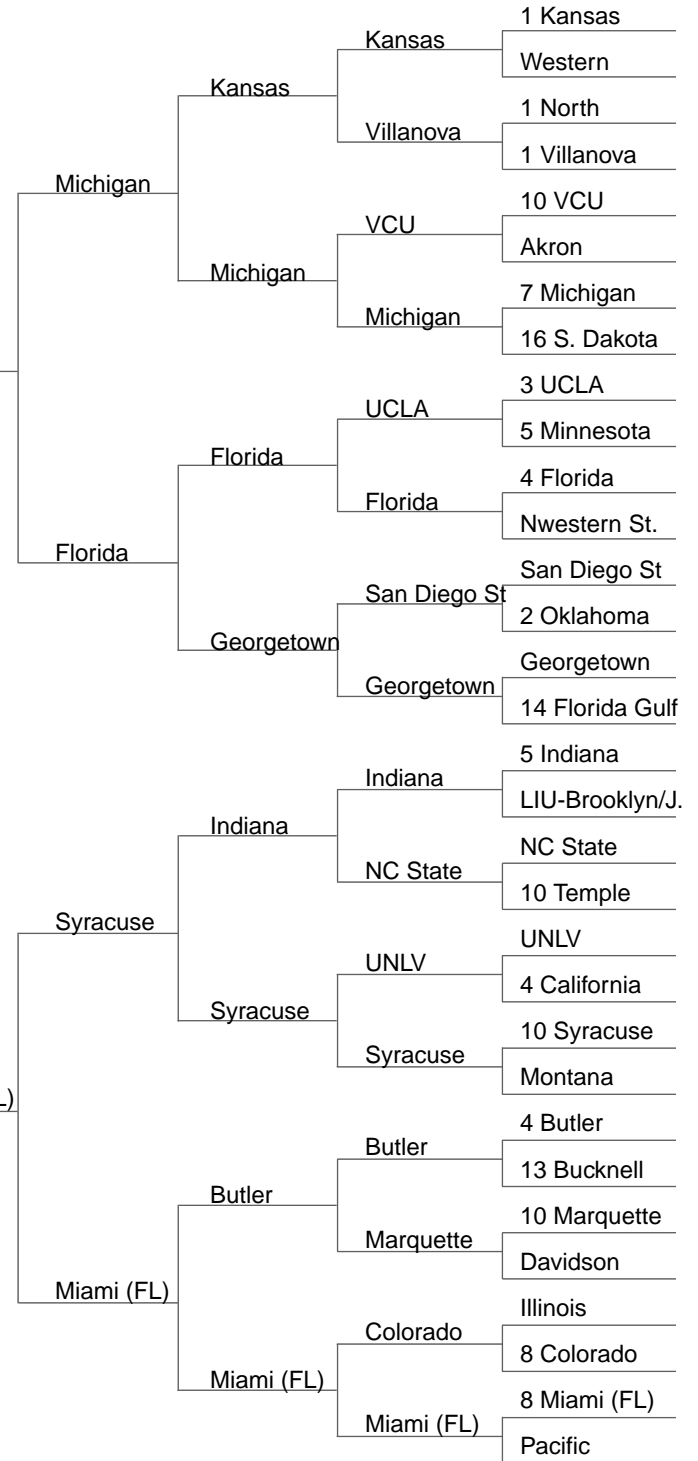 1 Kansas
Kansas
Western
Kansas
1 North
Villanova
1 Villanova
Michigan
10 VCU
VCU
Akron
Michigan
7 Michigan
Michigan
16 S. Dakota
3 UCLA
UCLA
5 Minnesota
Florida
4 Florida
Florida
Nwestern St.
Florida
San Diego St
San Diego St
2 Oklahoma
Georgetown
Georgetown
Georgetown
14 Florida Gulf
5 Indiana
Indiana
LIU-Brooklyn/J.
Indiana
NC State
NC State
10 Temple
Syracuse
UNLV
UNLV
4 California
Syracuse
10 Syracuse
Syracuse
Montana
L)
4 Butler
Butler
13 Bucknell
Butler
10 Marquette
Marquette
Davidson
Miami (FL)
Illinois
Colorado
8 Colorado
Miami (FL)
8 Miami (FL)
Miami (FL)
Pacific